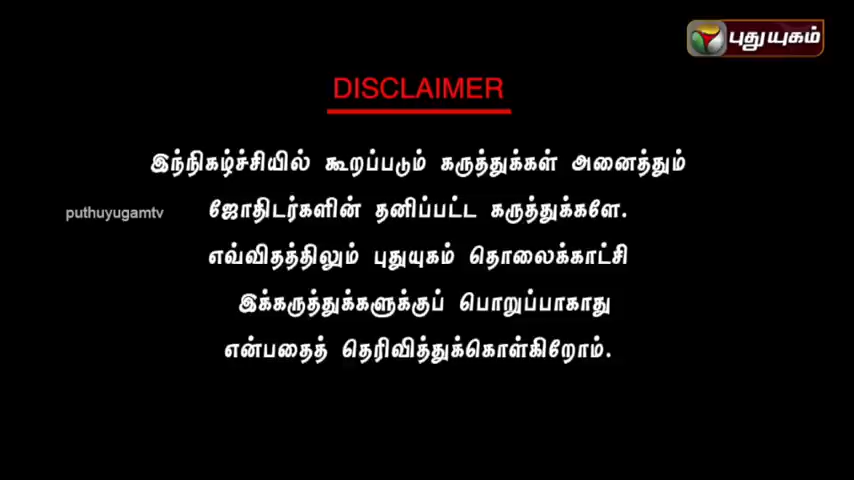 புதுயுகம்
DISCLAIMER
இந்நிகழ்ச்சியில் கூறப்படும் கருத்துக்கள் அனைத்தும்
puthuyugamtv
ஜோதிடர்களின் தனிப்பட்ட கருத்துக்களே.
எவ்விதத்திலும் புதுயுகம் தொலைக்காட்சி
இக்கருத்துக்களுக்குப் பொறுப்பாகாது
என்பதைத் தெரிவித்துக்கொள்கிறோம்.